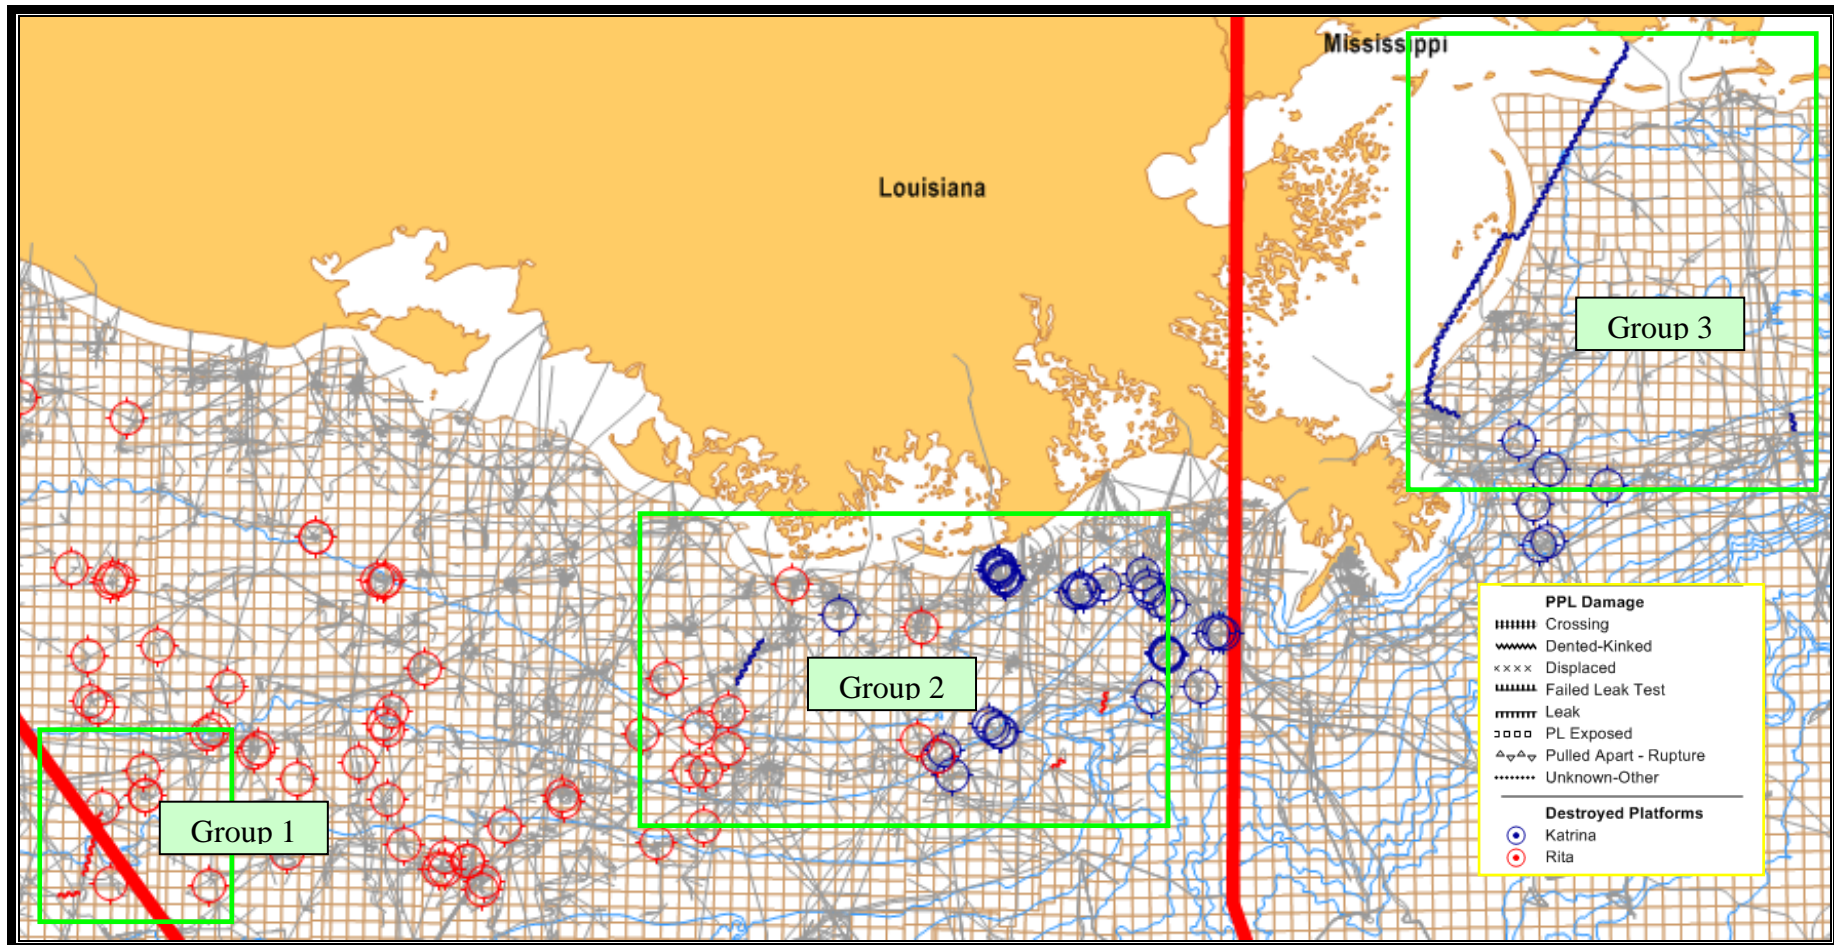 Mississippi
Louisiana
Group 3
Group 2
Group 1
PPL Damage
Crossing
Dented-Kinked
Displaced
Failed Leak Test
Leak
PL Exposed
Pulled Apart - Rupture
Unknown-Other
Destroyed Platforms
Katrina
Rita